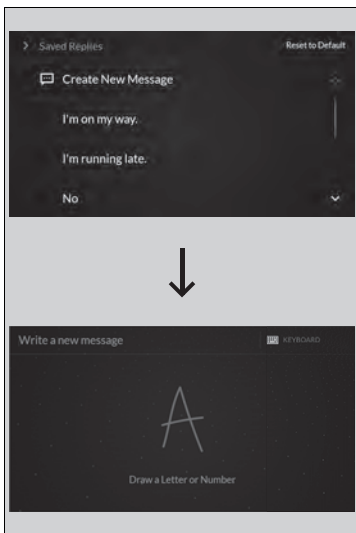 Saved Replies
Reset to Default
Create New Message
I'm on my way.
I'm running late.
No
Write a new message
KEYBOARD
Draw a Letter or Number